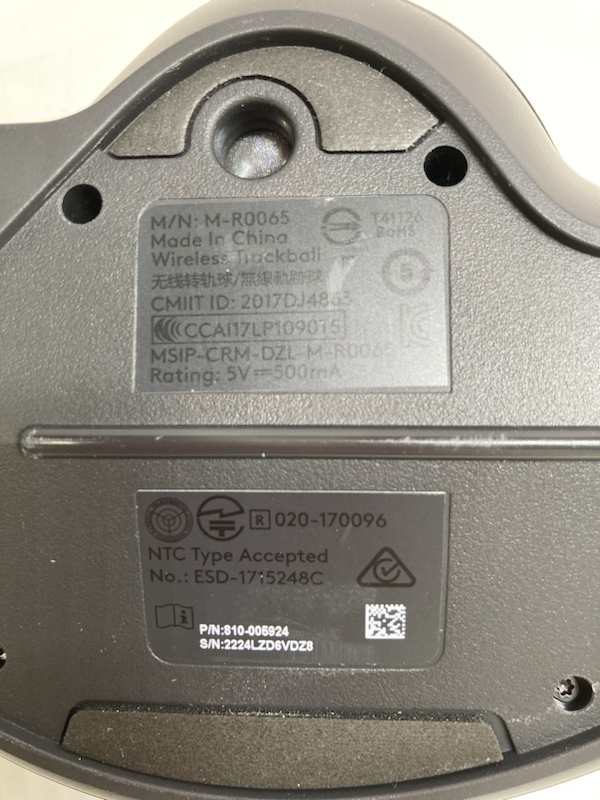 M/N: M-R0065
Made In China
Wireless Trackball
T41126
RoHS
无线转轨球/無線軌跡球
5
CMIIT ID: 2017DJ4863
CCAI17LP1090T5
MSIP-CRM-DZL-M-R0065
Rating: 5V⎓500mA
R 020-170096
NTC Type Accepted
No.: ESD-1715248C
P/N:810-005924
S/N:2224LZD6VDZ8